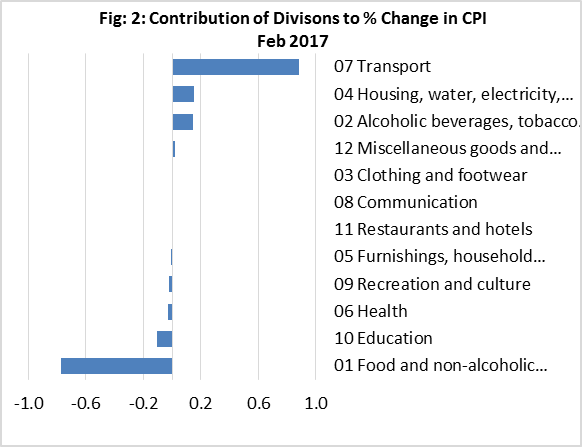 Fig: 2: Contribution of Divisons to % Change in CPI
Feb 2017
07 Transport
04 Housing, water, electricity,...
02 Alcoholic beverages, tobacco.
12 Miscellaneous goods and...
03 Clothing and footwear
08 Communication
11 Restaurants and hotels
05 Furnishings, household...
09 Recreation and culture
06 Health
10 Education
01 Food and non-alcoholic...
-1.0 -0.6 -0.2 0.2 0.6 1.0